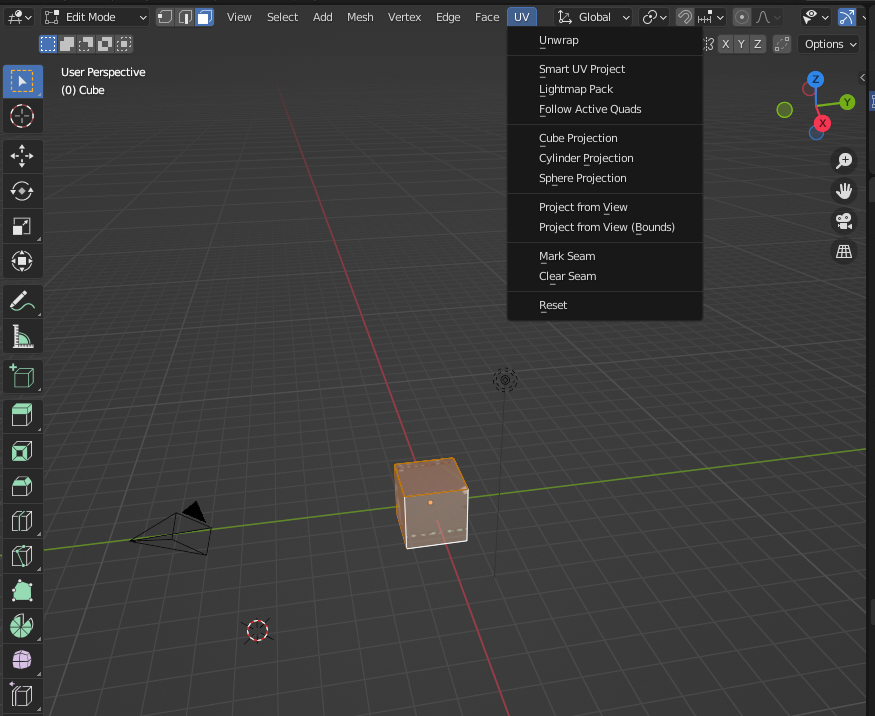 Edit Mode View Select Add Mesh Vertex Edge Face UV Global
X Y Z Options
User Perspective
(0) Cube
Unwrap
Smart UV Project
Lightmap Pack
Follow Active Quads
Cube Projection
Cylinder Projection
Sphere Projection
Project from View
Project from View (Bounds)
Mark Seam
Clear Seam
Reset
Z
Y
X